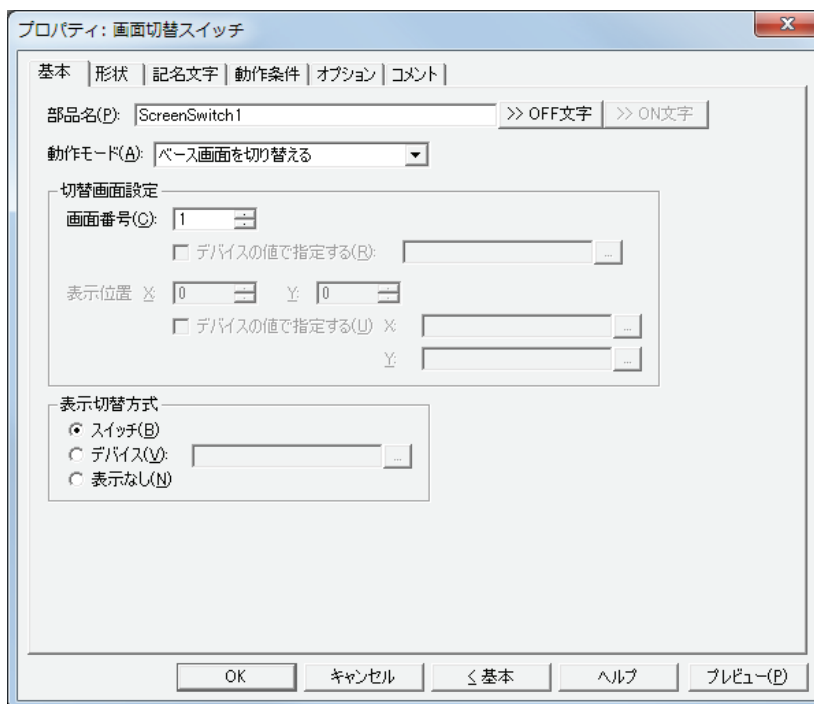 プロパティ: 画面切替スイッチ
基本 形状 記名文字 動作条件 オプション コメント
部品名(P): ScreenSwitch1 >> OFF文字 >> ON文字
動作モード(A): ベース画面を切り替える
切替画面設定
画面番号(C): 1
デバイスの値で指定する(R): ...
表示位置 X: 0 Y: 0
デバイスの値で指定する(U) X: ...
Y: ...
表示切替方式
スイッチ(B)
デバイス(V): ...
表示なし(N)
OK キャンセル < 基本 ヘルプ プレビュー(P)